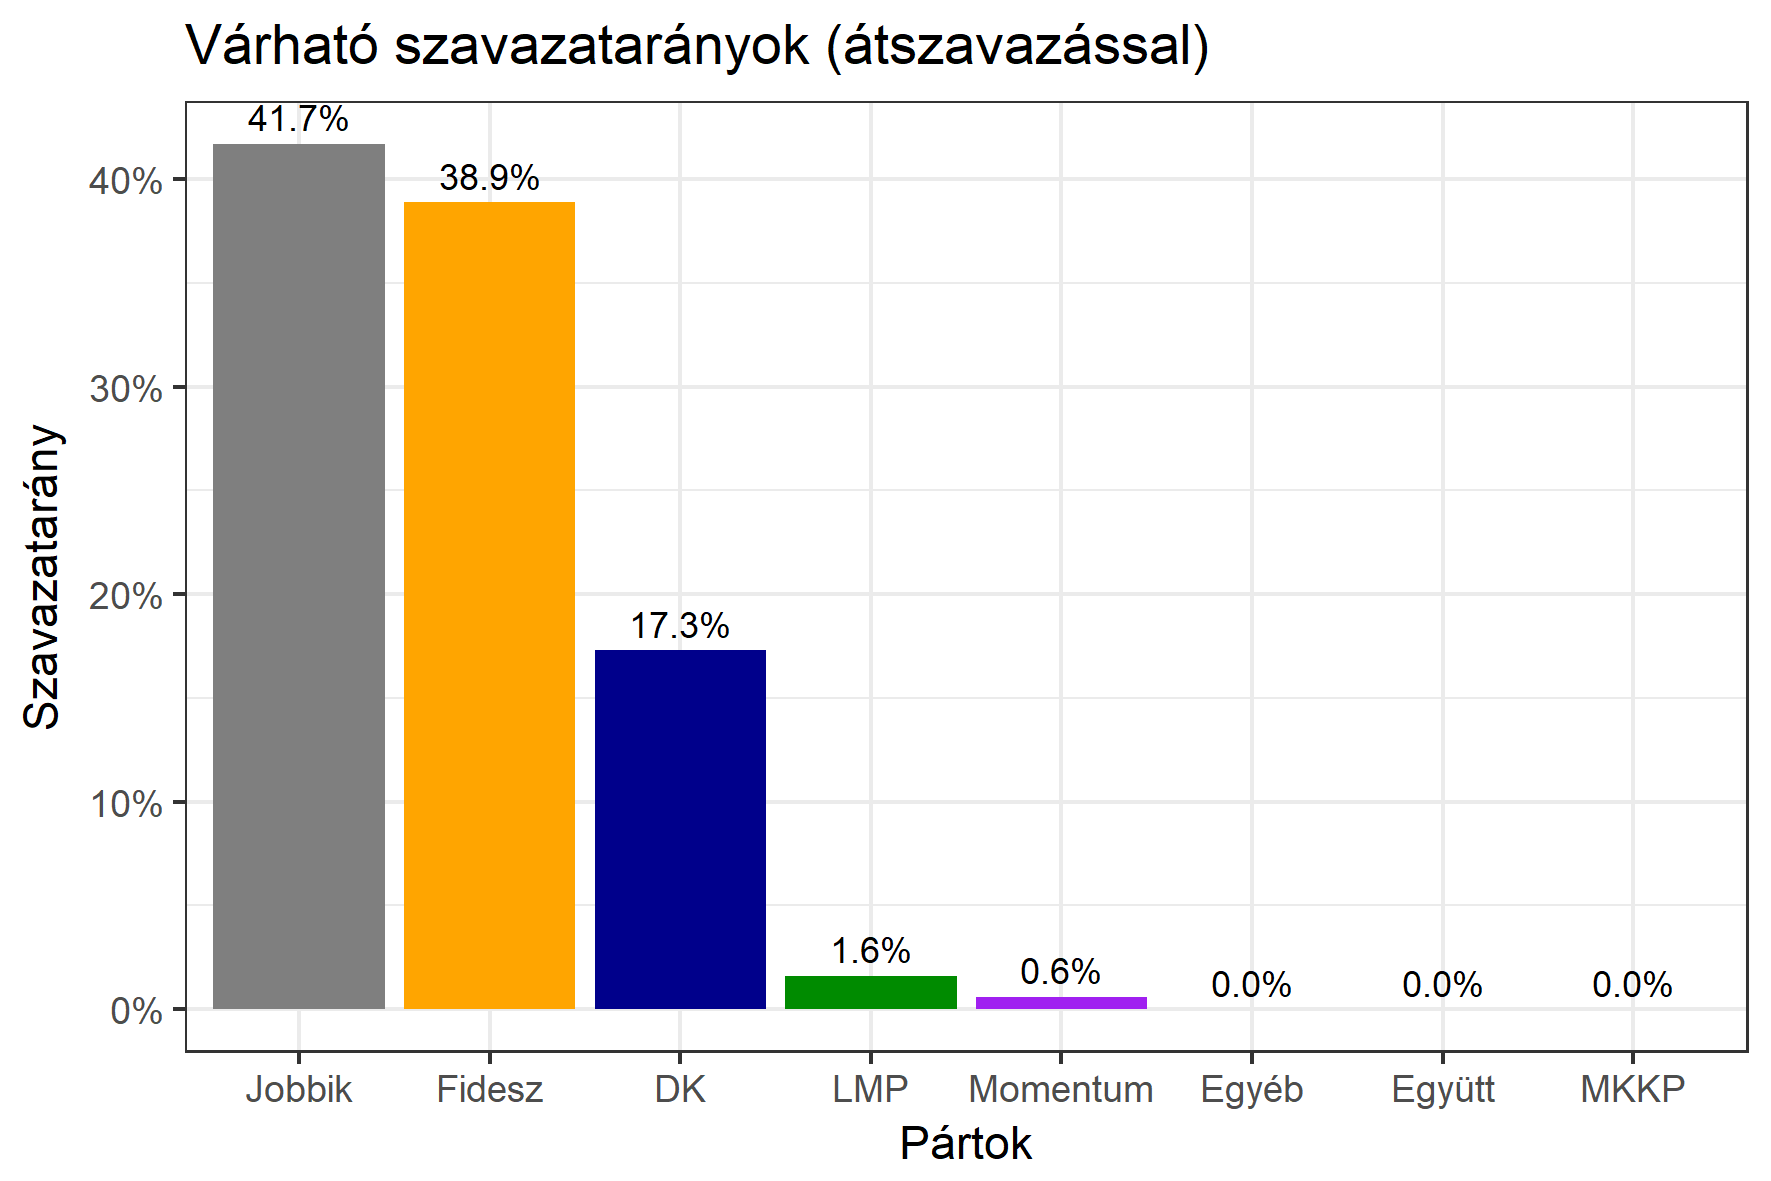 Várható szavazatarányok (átszavazással)
41.7%
38.9%
17.3%
1.6%
0.6%
0.0%
0.0%
0.0%
40%
30%
20%
10%
0%
Szavazatarány
Jobbik
Fidesz
DK
LMP
Momentum
Egyéb
Együtt
MKKP
Pártok